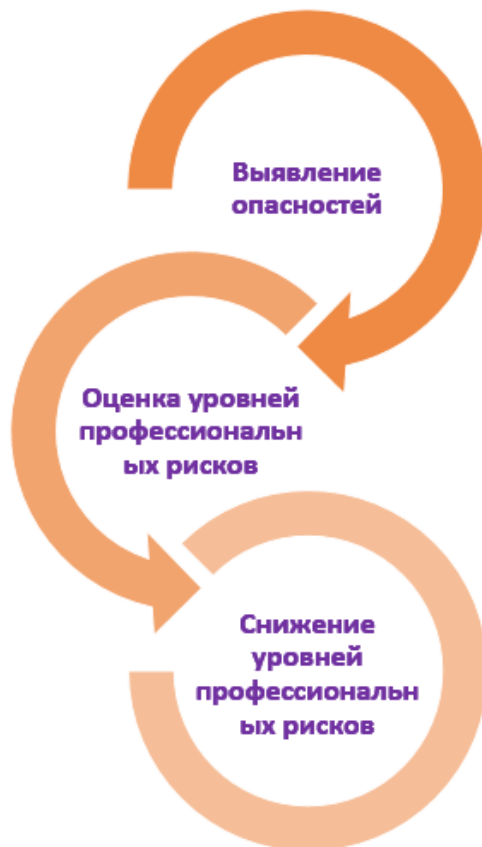 Выявление
опасностей
Оценка уровней
профессиональн
ых рисков
Снижение
уровней
профессиональн
ых рисков